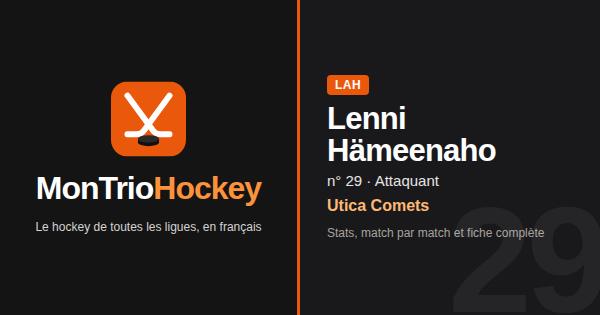 MonTrioHockey
Le hockey de toutes les ligues, en français
LAH
Lenni
Hämeenaho
n° 29 · Attaquant
Utica Comets
Stats, match par match et fiche complète
29